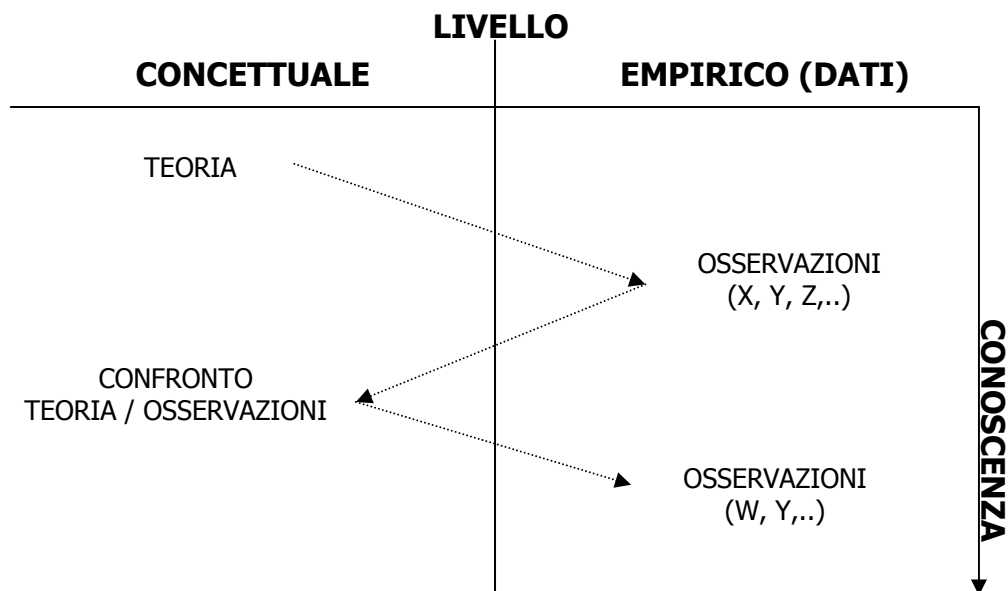 LIVELLO
CONCETTUALE
EMPIRICO (DATI)
TEORIA
OSSERVAZIONI
(X, Y, Z,..)
CONFRONTO
TEORIA / OSSERVAZIONI
OSSERVAZIONI
(W, Y,..)
CONOSCENZA